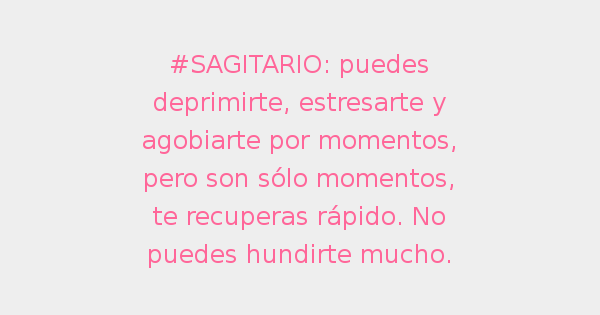 #SAGITARIO: puedes
deprimirte, estresarte y
agobiarte por momentos,
pero son sólo momentos,
te recuperas rápido. No
puedes hundirte mucho.